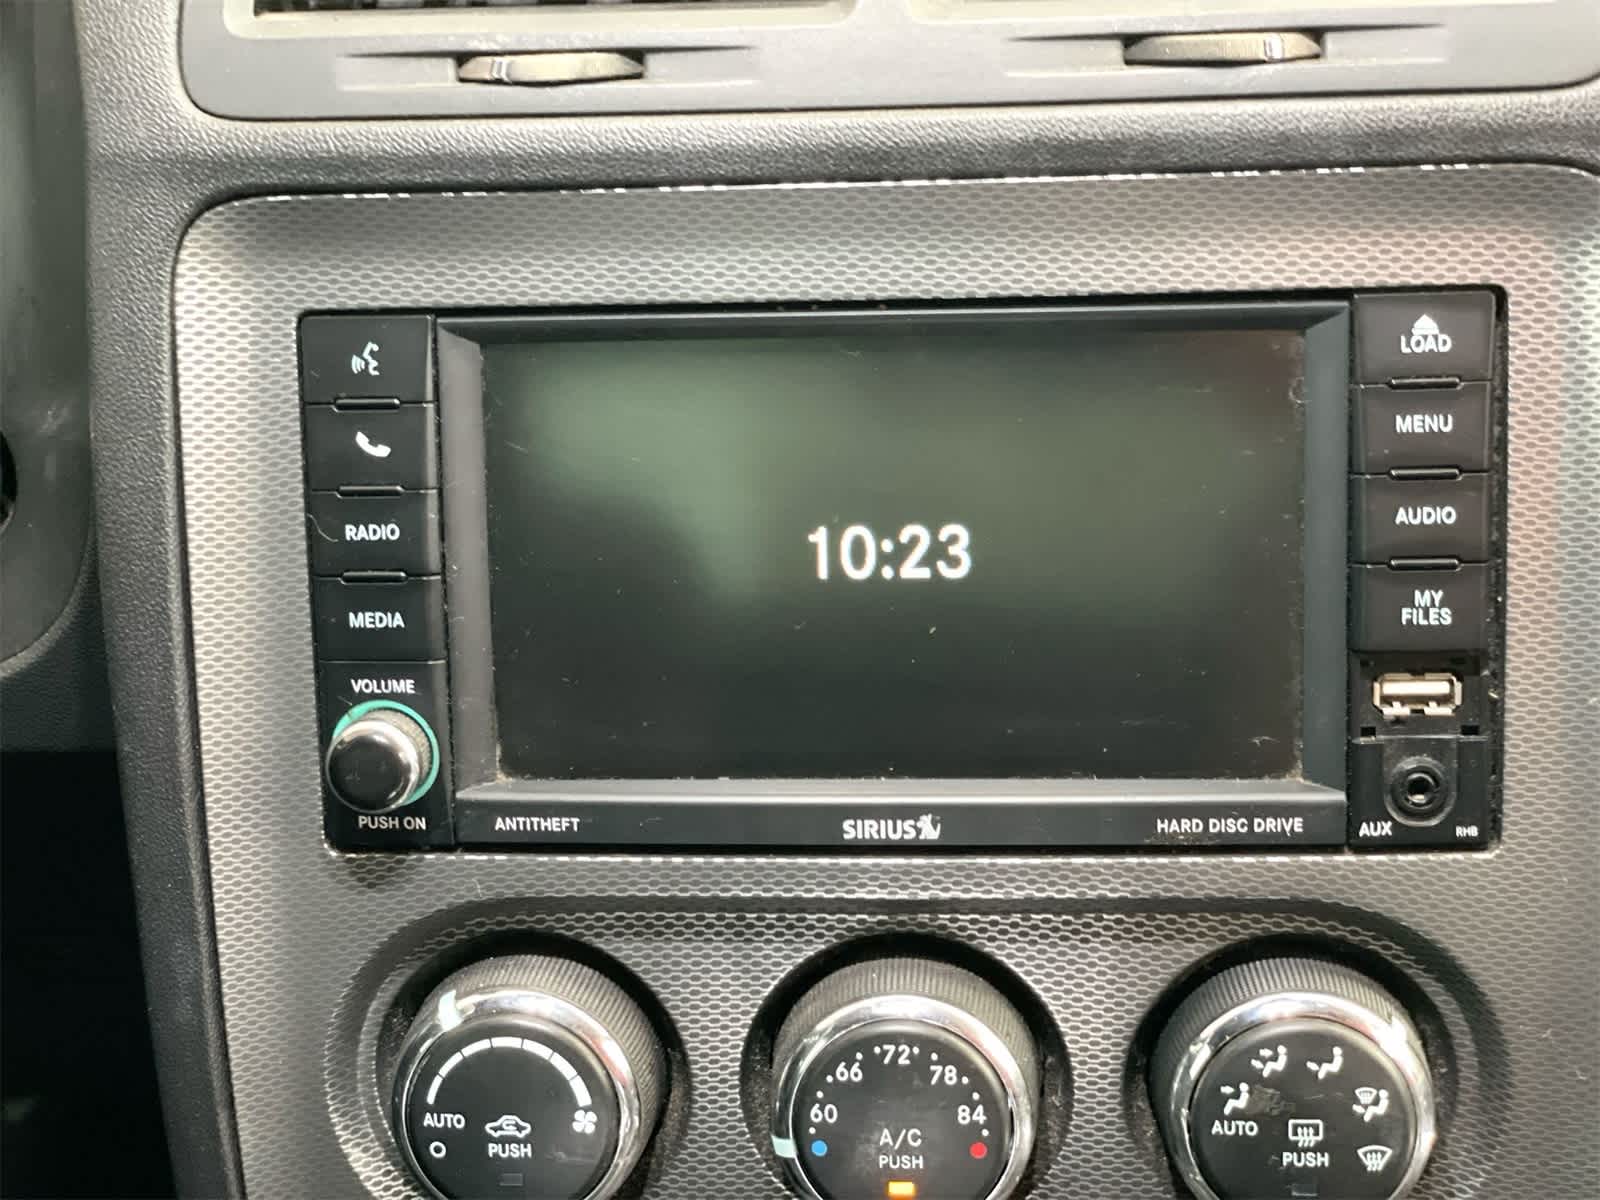 LOAD
MENU
AUDIO
MY
FILES
RADIO
MEDIA
VOLUME
PUSH ON
10:23
ANTITHEFT
SIRIUS
HARD DISC DRIVE
AUX
RHB
AUTO
PUSH
60
66
72
78
84
A/C
PUSH
AUTO
PUSH